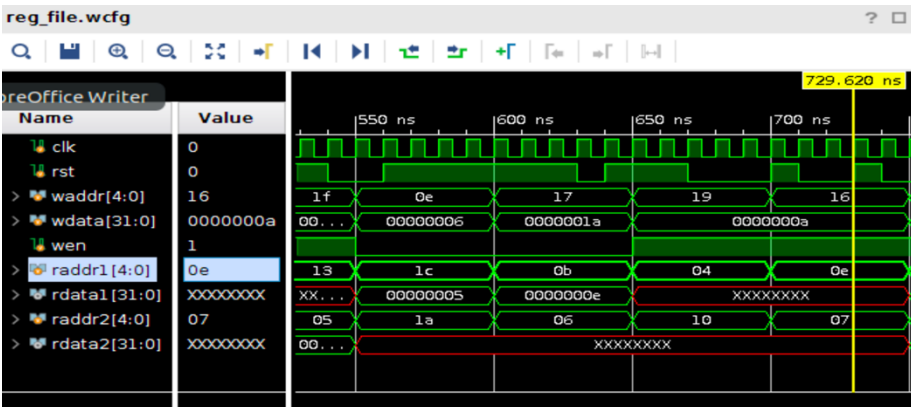 reg_file.wcfg ? □
729.620 ns
oreOffice Writer
Name Value 550 ns 600 ns 650 ns 700 ns
clk 0
rst 0
> waddr[4:0] 16 1f 0e 17 19 16
> wdata[31:0] 0000000a 00... 00000006 0000001a 0000000a
wen 1
> raddr1[4:0] 0e 13 1c 0b 04 0e
> rdata1[31:0] XXXXXXXX XX... 00000005 0000000e XXXXXXXX
> raddr2[4:0] 07 05 1a 06 10 07
> rdata2[31:0] XXXXXXXX 00... XXXXXXXX